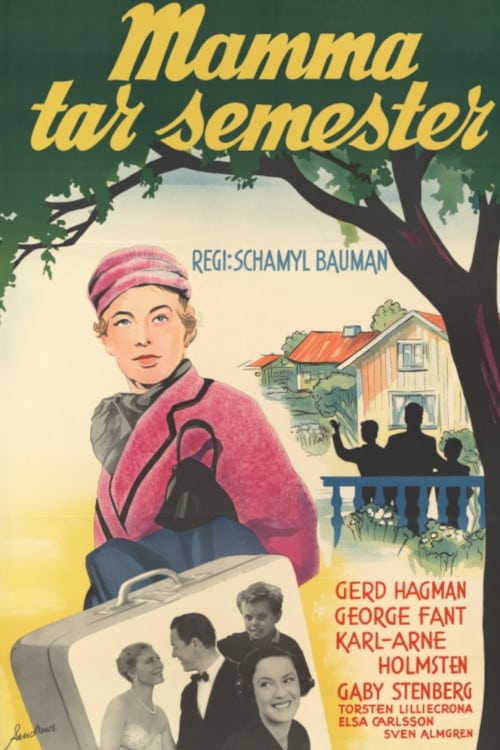 Mamma
tar semester
REGI: SCHAMYL BAUMAN
GERD HAGMAN
GEORGE FANT
KARL-ARNE
HOLMSTEN
GABY STENBERG
TORSTEN LILLIECRONA
ELSA CARLSSON
SVEN ALMGREN